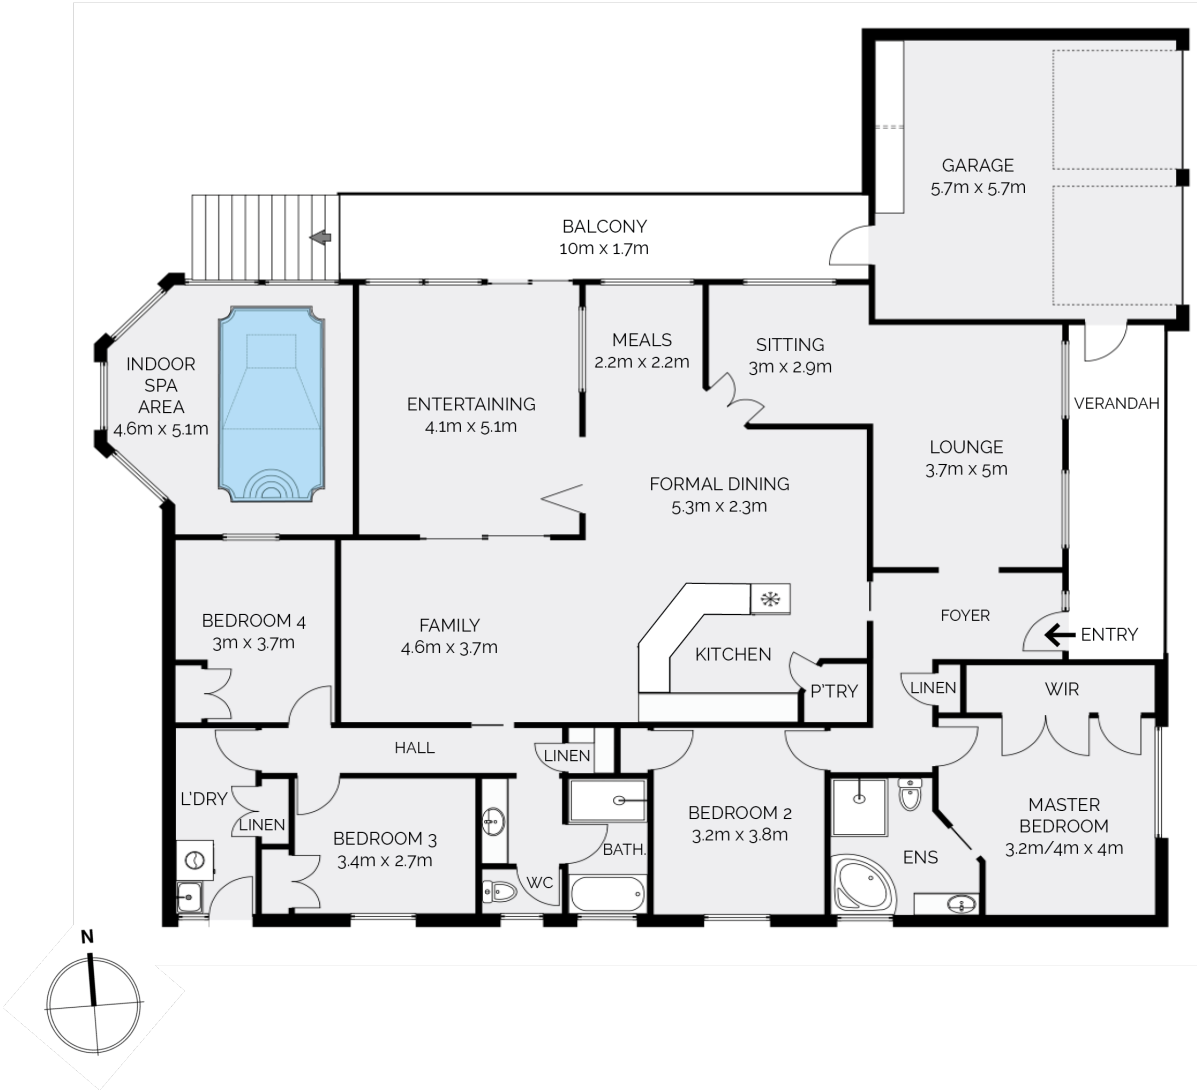 GARAGE
5.7m x 5.7m
BALCONY
10m x 1.7m
MEALS
2.2m x 2.2m
SITTING
3m x 2.9m
INDOOR
SPA
AREA
4.6m x 5.1m
ENTERTAINING
4.1m x 5.1m
VERANDAH
LOUNGE
3.7m x 5m
FORMAL DINING
5.3m x 2.3m
BEDROOM 4
3m x 3.7m
FAMILY
4.6m x 3.7m
FOYER
ENTRY
KITCHEN
P'TRY
LINEN
WIR
HALL
LINEN
L'DRY
LINEN
BEDROOM 3
3.4m x 2.7m
BATH.
WC
BEDROOM 2
3.2m x 3.8m
ENS
MASTER
BEDROOM
3.2m/4m x 4m
N